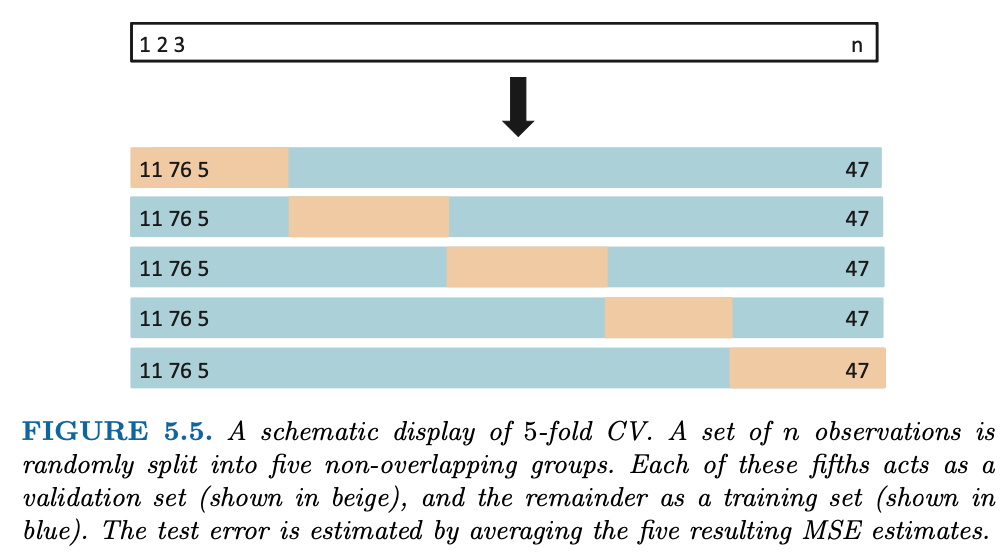 1 2 3 n
11 76 5 47
11 76 5 47
11 76 5 47
11 76 5 47
11 76 5 47
FIGURE 5.5. A schematic display of 5-fold CV. A set of n observations is
randomly split into five non-overlapping groups. Each of these fifths acts as a
validation set (shown in beige), and the remainder as a training set (shown in
blue). The test error is estimated by averaging the five resulting MSE estimates.